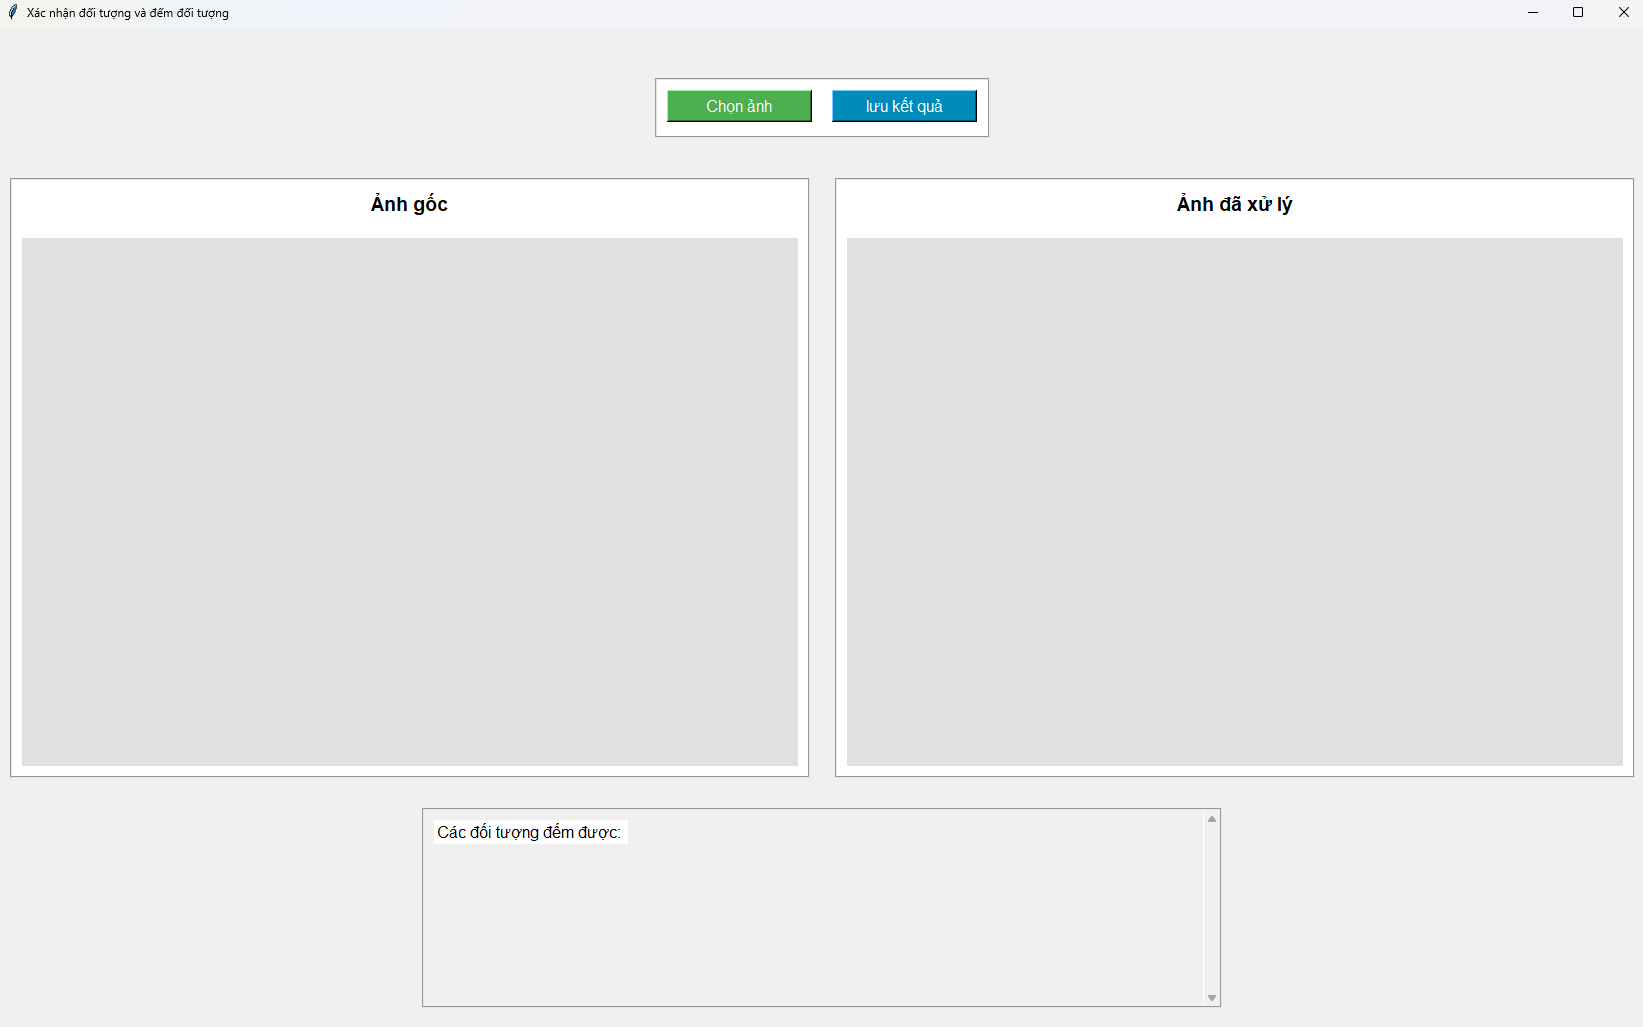 Xác nhận đối tượng và đếm đối tượng
Chọn ảnh
lưu kết quả
Ảnh gốc
Ảnh đã xử lý
Các đối tượng đếm được: